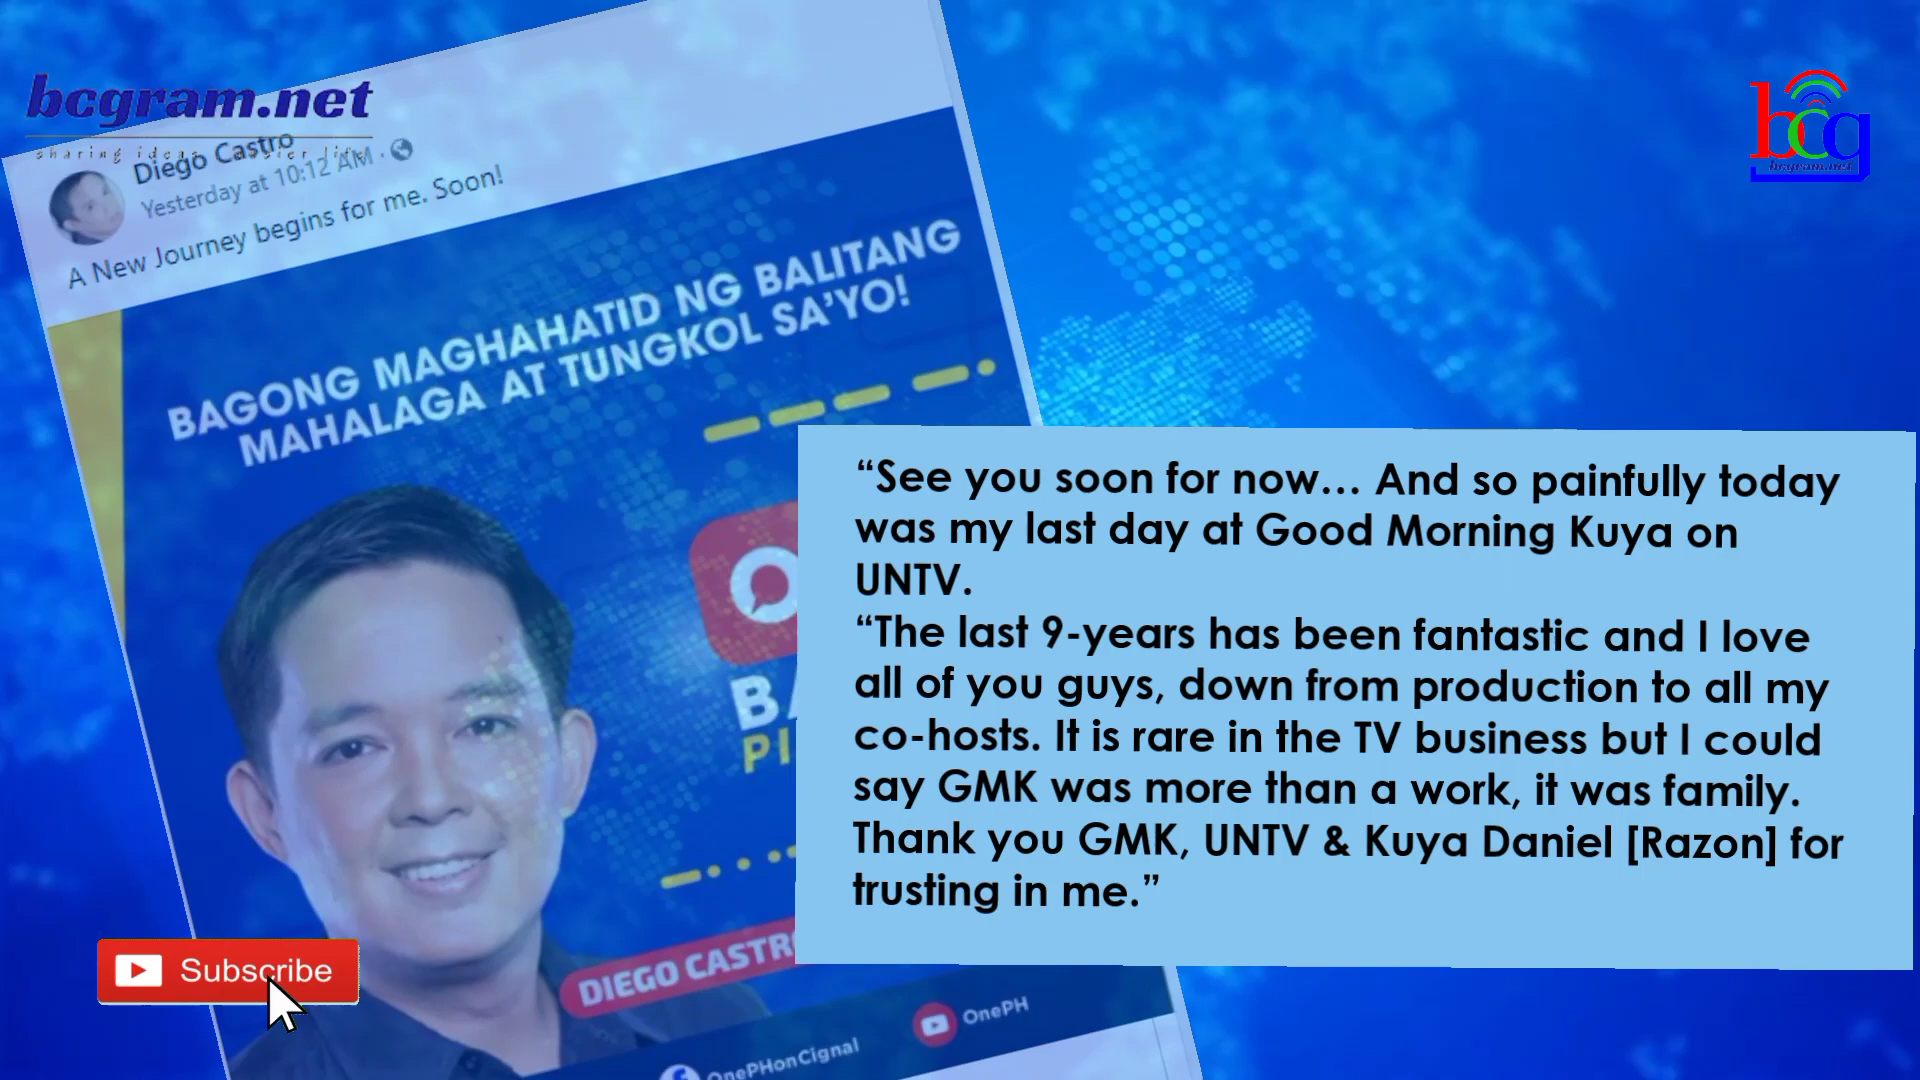 bcgram.net
sharing ideas
bcg
bcgram.net
Diego Castro
Yesterday at 10:12 AM ·
A New Journey begins for me. Soon!
BAGONG MAGHAHATID NG BALITANG
MAHALAGA AT TUNGKOL SA'YO!
“See you soon for now… And so painfully today
was my last day at Good Morning Kuya on
UNTV.
“The last 9-years has been fantastic and I love
all of you guys, down from production to all my
co-hosts. It is rare in the TV business but I could
say GMK was more than a work, it was family.
Thank you GMK, UNTV & Kuya Daniel [Razon] for
trusting in me.”
DIEGO CASTRO
Subscribe
OnePHonCignal
OnePH